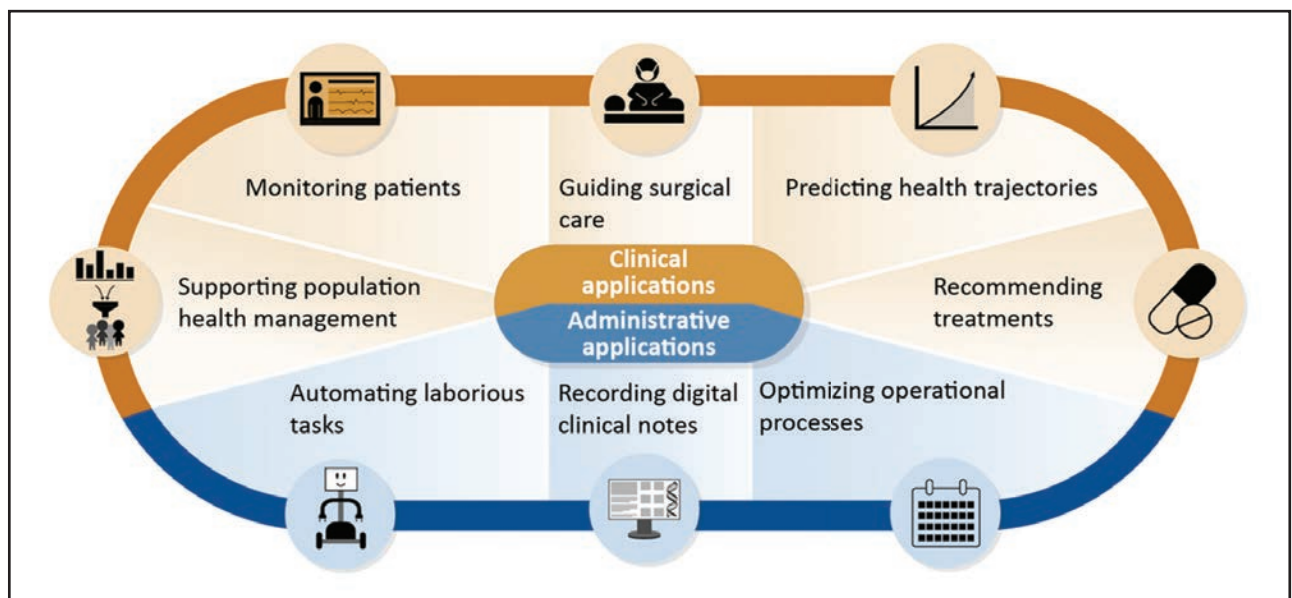 Monitoring patients
Guiding surgical
care
Predicting health trajectories
Supporting population
health management
Clinical
applications
Recommending
treatments
Administrative
applications
Automating laborious
tasks
Recording digital
clinical notes
Optimizing operational
processes